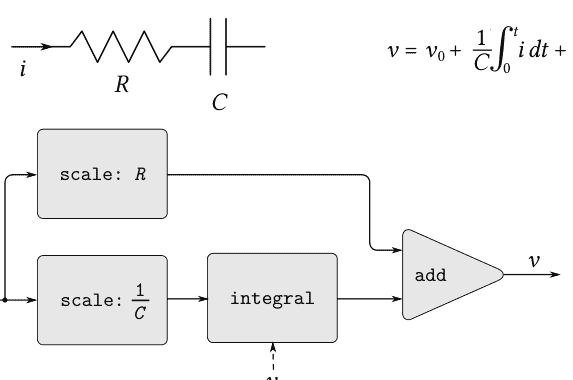 i
R
C
v = v₀ + 1/C ∫₀ᵗ i dt +
scale: R
scale: 1/C
integral
add
v